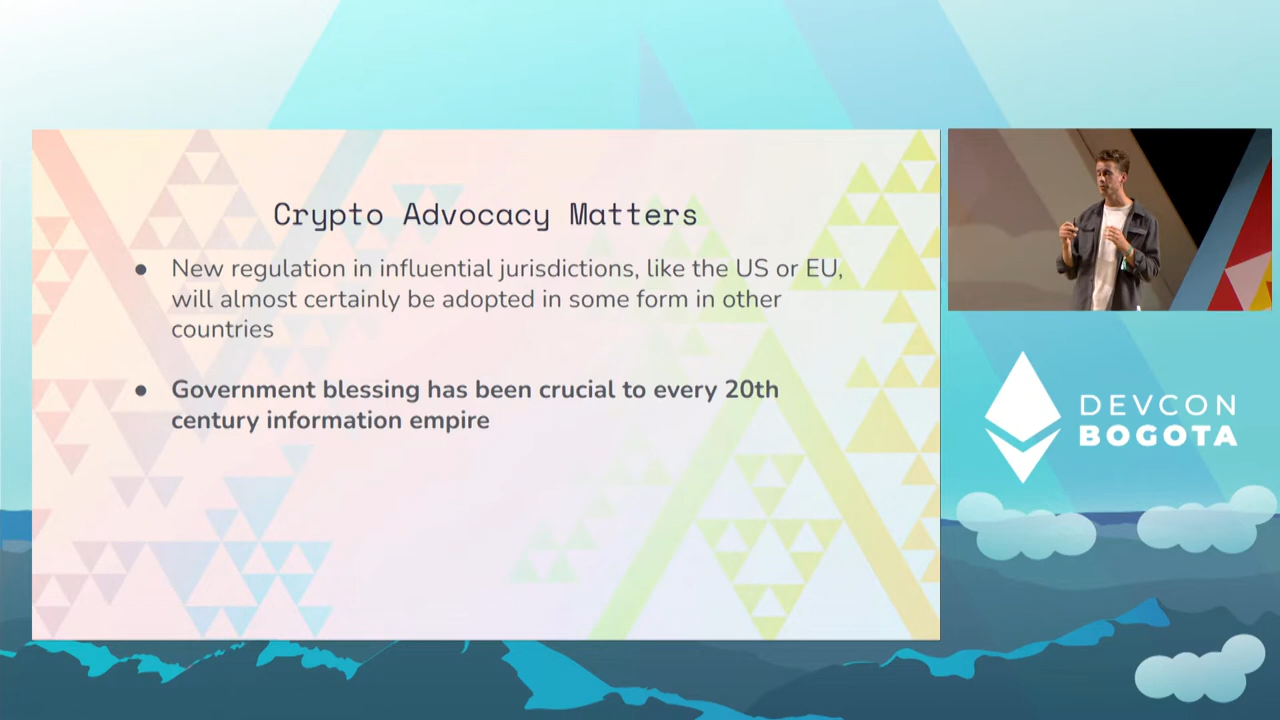 Crypto Advocacy Matters
● New regulation in influential jurisdictions, like the US or EU,
will almost certainly be adopted in some form in other
countries
● Government blessing has been crucial to every 20th
century information empire
DEVCON
BOGOTA